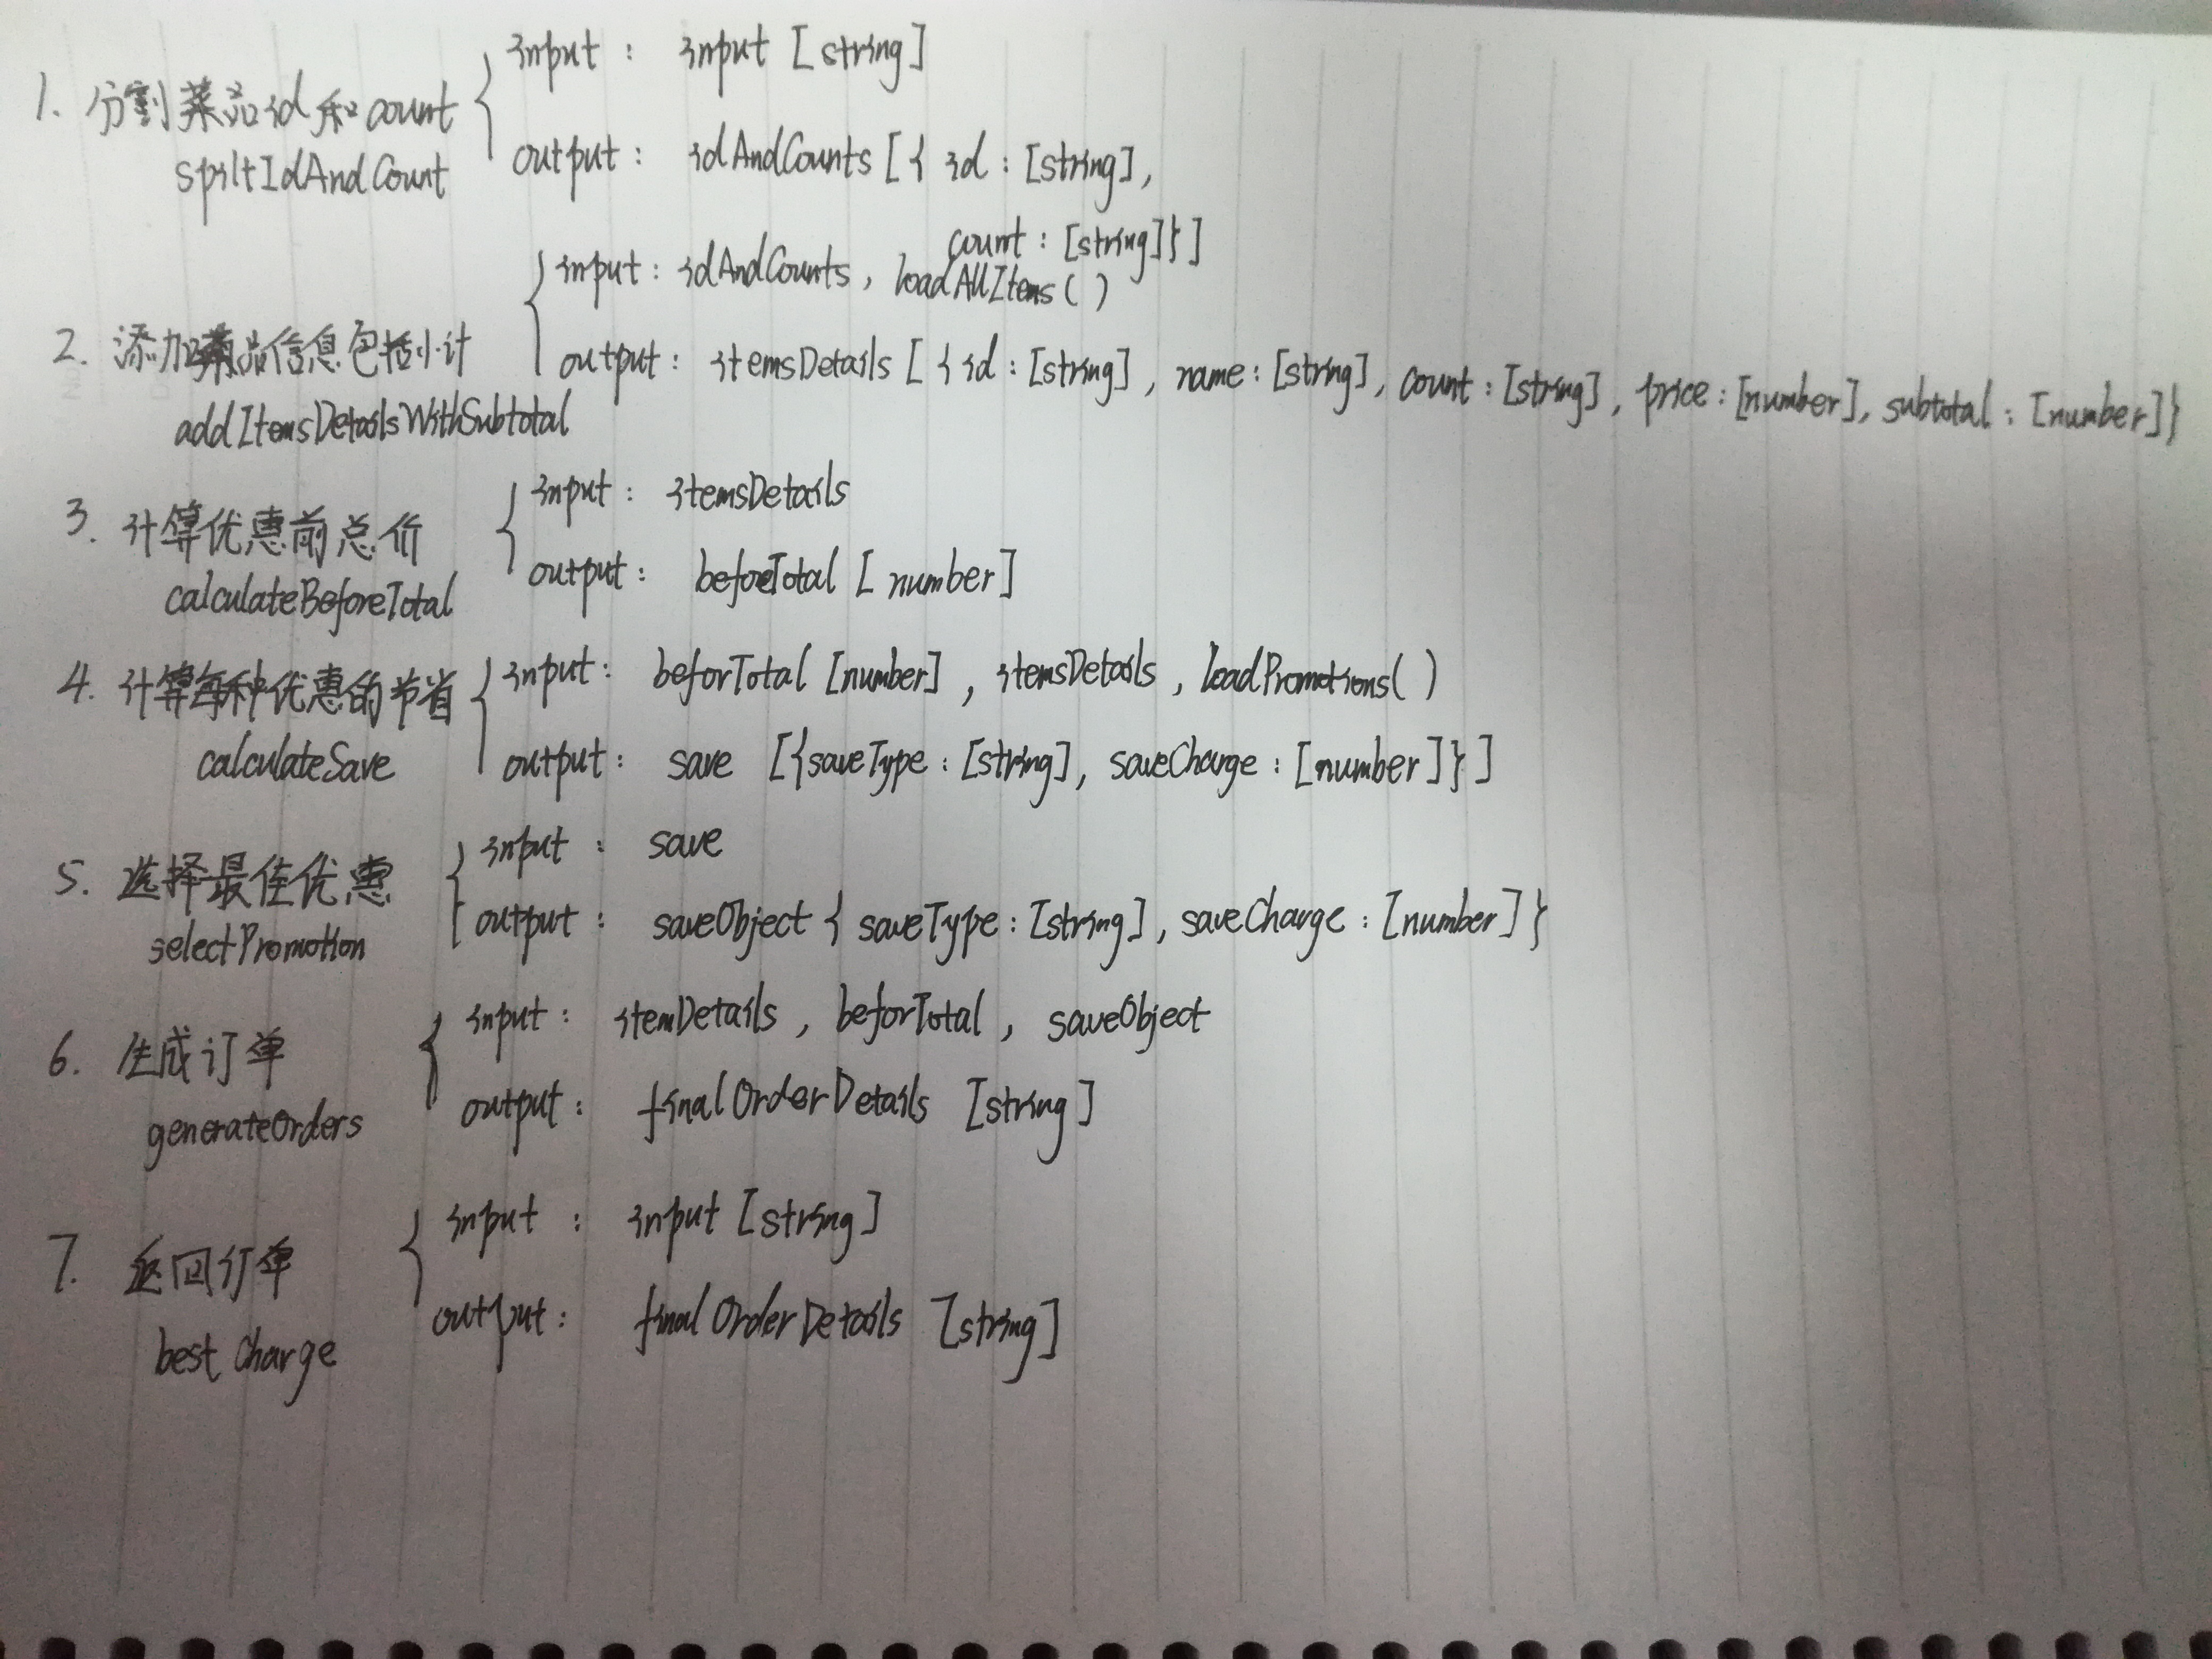 input : input [string]
1. 分割菜品id和count
output : idAndCounts [{ id : [string],
spiltIdAndCount
count : [string]}]
input : idAndCounts , loadAllItems ( )
2. 添加菜品信息包括小计
output : itemsDetails [ { id : [string] , name : [string] , count : [string] , price : [number] , subtotal : [number]}
addItemsDetailsWithSubtotal
input : itemsDetails
3. 计算优惠前总价
output : beforeTotal [ number ]
calculateBeforeTotal
input : beforTotal [number] , itemsDetails , loadPromotions( )
4. 计算每种优惠的节省
output : save [{saveType : [string], saveCharge : [number]} ]
calculateSave
input : save
5. 选择最佳优惠
output : saveObject { saveType : [string] , saveCharge : [number] }
selectPromotion
input : itemDetails , beforTotal , saveObject
6. 生成订单
output : finalOrderDetails [string]
generateOrders
input : input [string]
7. 返回订单
output : finalOrderDetails [string]
best Charge